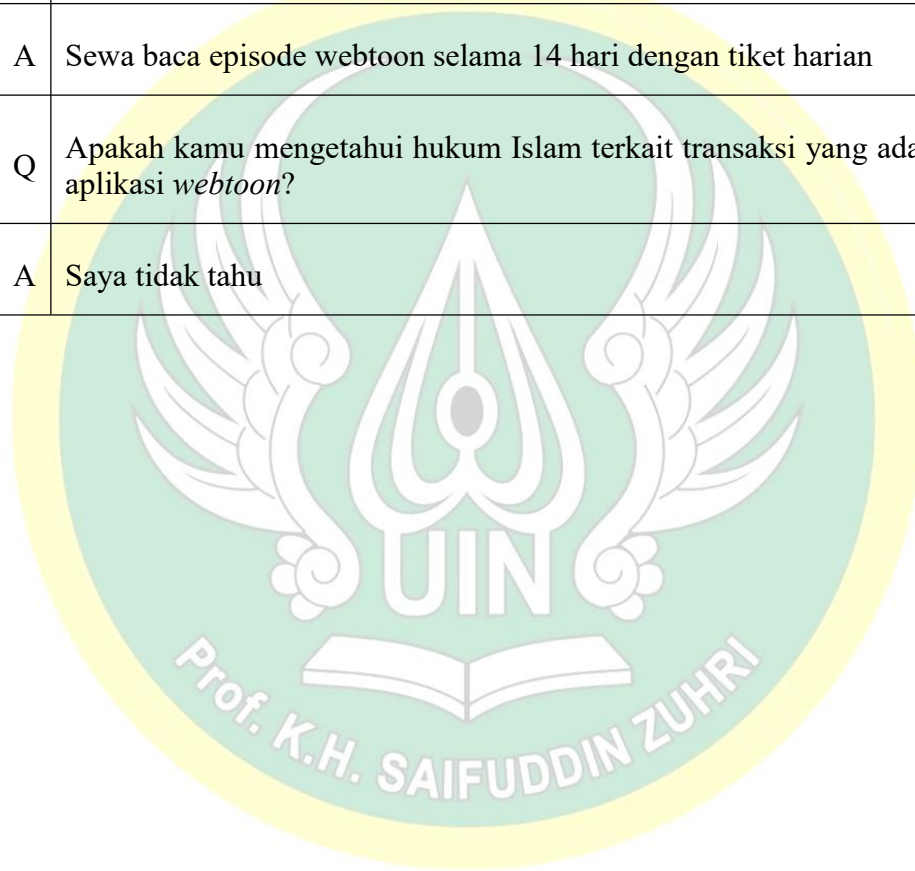 A Sewa baca episode webtoon selama 14 hari dengan tiket harian
Q Apakah kamu mengetahui hukum Islam terkait transaksi yang ada
aplikasi webtoon?
A Saya tidak tahu
UIN
Prof. K.H. SAIFUDDIN ZUHRI